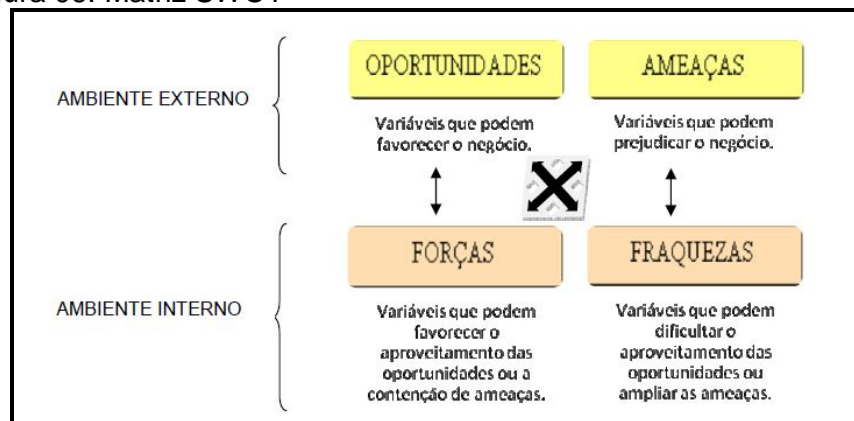 Matriz SWOT
AMBIENTE EXTERNO
OPORTUNIDADES
Variáveis que podem
favorecer o negócio.
AMEAÇAS
Variáveis que podem
prejudicar o negócio.
AMBIENTE INTERNO
FORÇAS
Variáveis que podem
favorecer o
aproveitamento das
oportunidades ou a
contenção de ameaças.
FRAQUEZAS
Variáveis que podem
dificultar o
aproveitamento das
oportunidades ou
ampliar as ameaças.